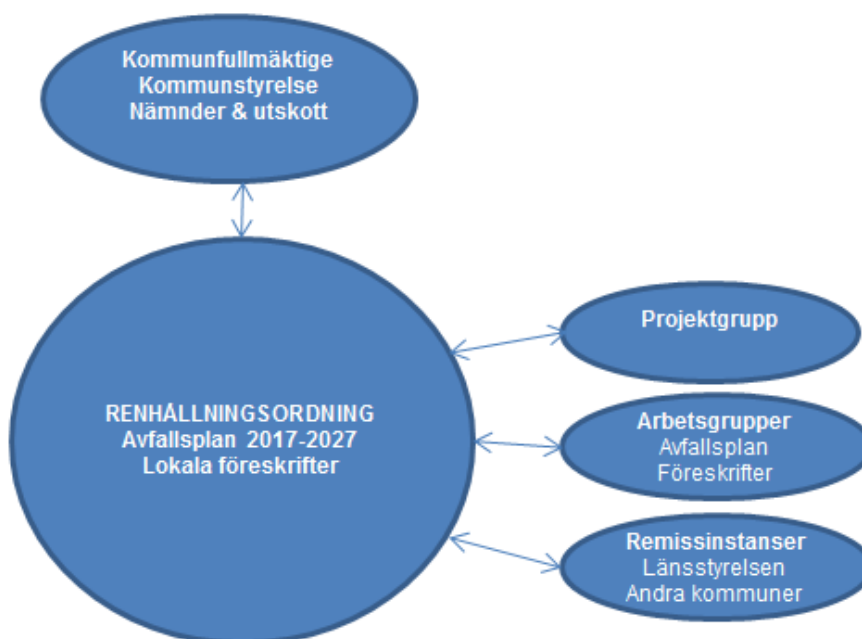 Kommunfullmäktige
Kommunstyrelse
Nämnder & utskott
RENHÅLLNINGSORDNING
Avfallsplan 2017-2027
Lokala föreskrifter
Projektgrupp
Arbetsgrupper
Avfallsplan
Föreskrifter
Remissinstanser
Länsstyrelsen
Andra kommuner